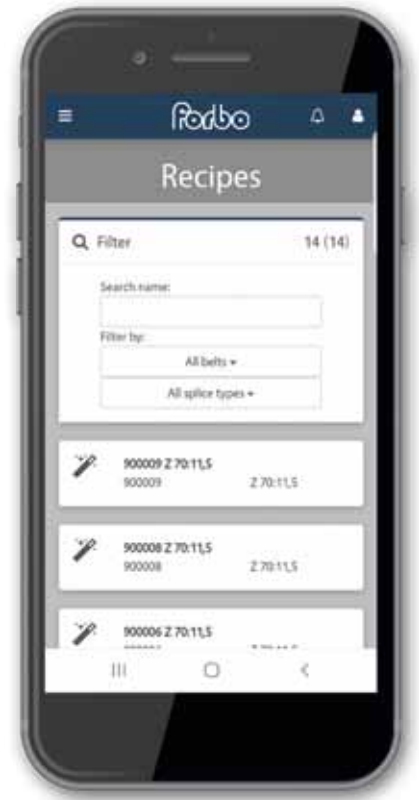 Forbo
Recipes
Filter 14 (14)
Search name:
Filter by:
All belts
All splice types
900009 Z 70:11,5
900009 Z 70:11,5
900008 Z 70:11,5
900008 Z 70:11,5
900006 Z 70:11,5